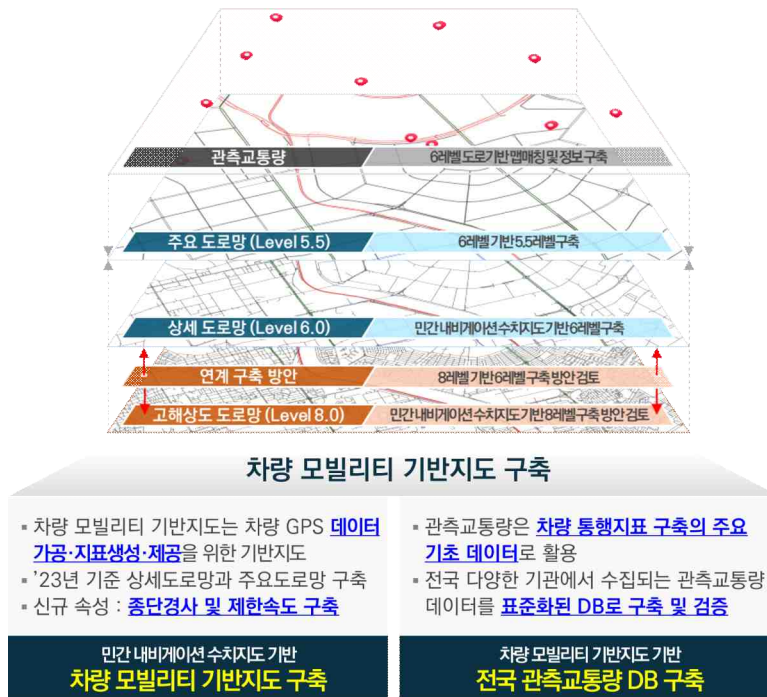 관측교통량 6레벨 도로기반 맵매칭 및 정보 구축
주요 도로망 (Level 5.5) 6레벨 기반 5.5레벨 구축
상세 도로망 (Level 6.0) 민간 내비게이션 수치지도 기반 6레벨 구축
연계 구축 방안 8레벨 기반 6레벨 구축 방안 검토
고해상도 도로망 (Level 8.0) 민간 내비게이션 수치지도 기반 8레벨 구축 방안 검토
차량 모빌리티 기반지도 구축
▪ 차량 모빌리티 기반지도는 차량 GPS 데이터
가공·지표생성·제공을 위한 기반지도
▪ '23년 기준 상세도로망과 주요도로망 구축
▪ 신규 속성 : 종단경사 및 제한속도 구축
민간 내비게이션 수치지도 기반
차량 모빌리티 기반지도 구축
▪ 관측교통량은 차량 통행지표 구축의 주요
기초 데이터로 활용
▪ 전국 다양한 기관에서 수집되는 관측교통량
데이터를 표준화된 DB로 구축 및 검증
차량 모빌리티 기반지도 기반
전국 관측교통량 DB 구축